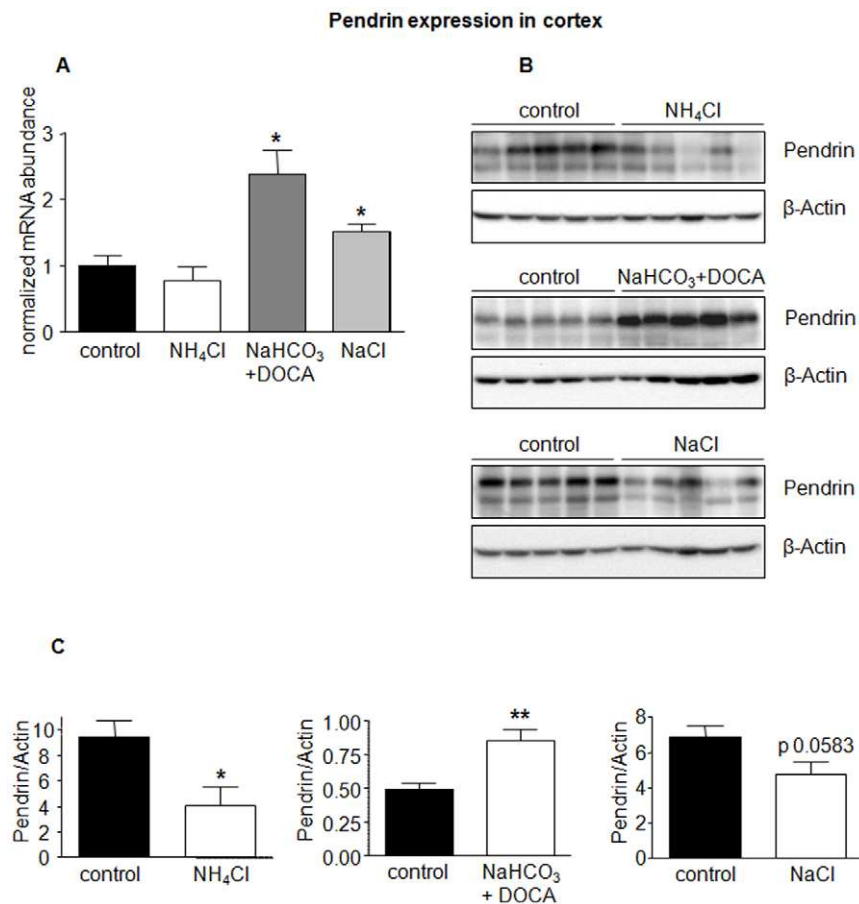 Pendrin expression in cortex
A
normalized mRNA abundance
3
2
1
0
*
*
control
NH₄Cl
NaHCO₃
+DOCA
NaCl
B
control NH₄Cl
Pendrin
β-Actin
control NaHCO₃+DOCA
Pendrin
β-Actin
control NaCl
Pendrin
β-Actin
C
Pendrin/Actin
10
8
6
4
2
0
*
control
NH₄Cl
Pendrin/Actin
1.00
0.75
0.50
0.25
0.00
**
control
NaHCO₃
+ DOCA
Pendrin/Actin
8
6
4
2
0
p 0.0583
control
NaCl